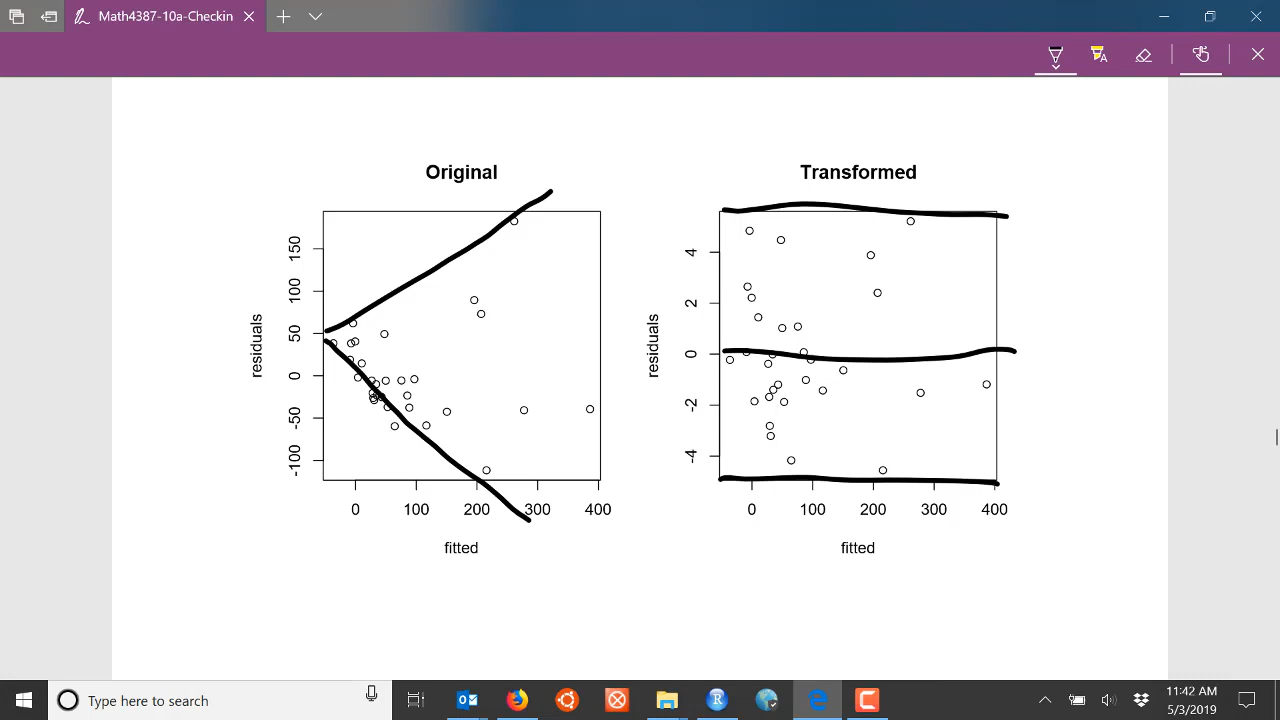 Math4387-10a-Checkin
Original
residuals
150
100
50
0
-50
-100
0 100 200 300 400
fitted
Transformed
residuals
4
2
0
-2
-4
0 100 200 300 400
fitted
Type here to search
11:42 AM
5/3/2019